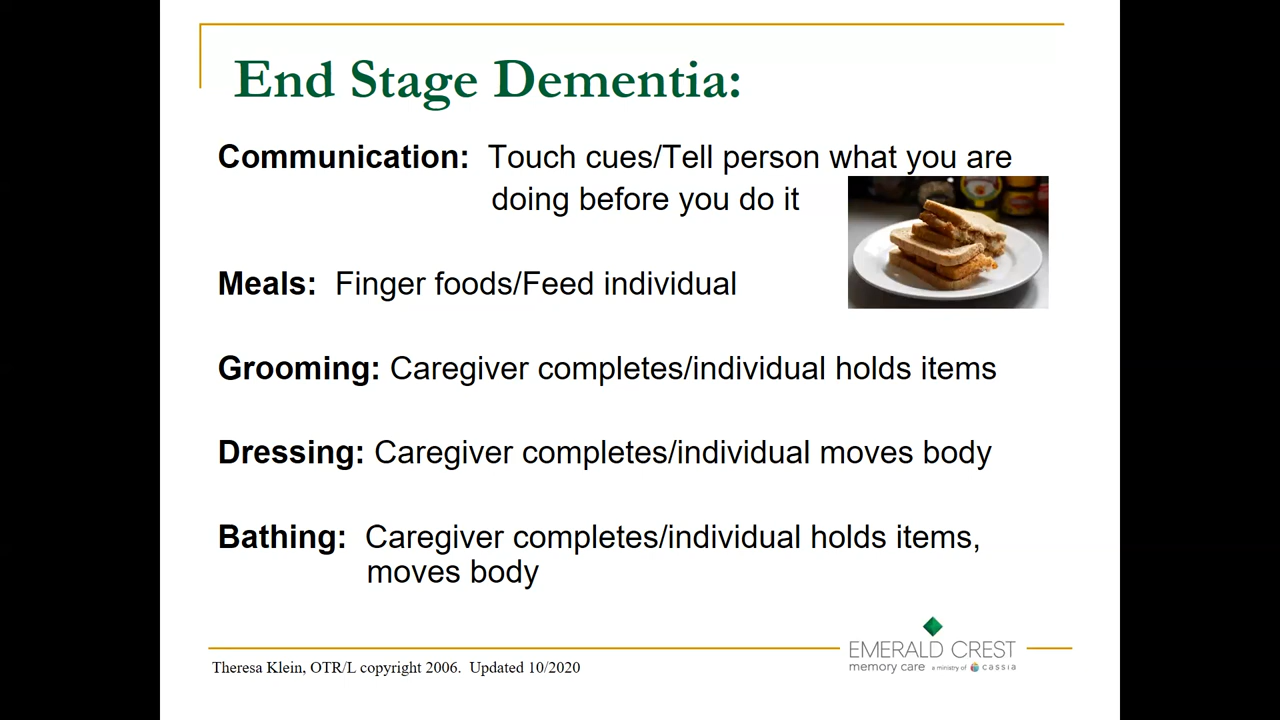 End Stage Dementia:
Communication: Touch cues/Tell person what you are
doing before you do it
Meals: Finger foods/Feed individual
Grooming: Caregiver completes/individual holds items
Dressing: Caregiver completes/individual moves body
Bathing: Caregiver completes/individual holds items,
moves body
Theresa Klein, OTR/L copyright 2006. Updated 10/2020
EMERALD CREST
memory care a ministry of cassia